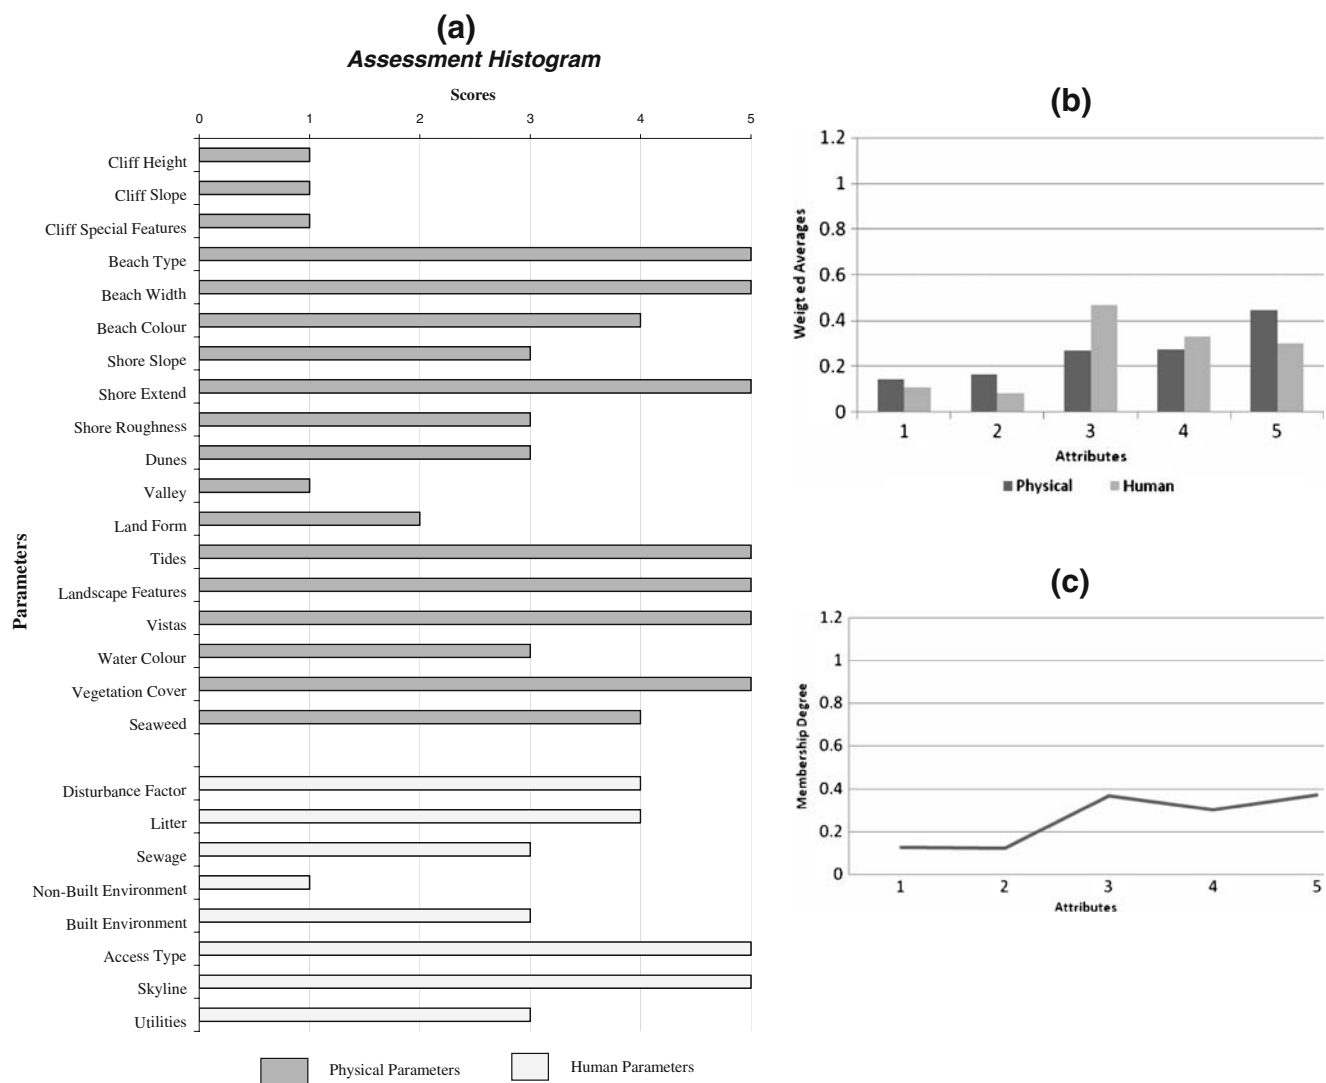 (a)
Assessment Histogram
Scores
0 1 2 3 4 5
Cliff Height
Cliff Slope
Cliff Special Features
Beach Type
Beach Width
Beach Colour
Shore Slope
Shore Extend
Shore Roughness
Dunes
Valley
Land Form
Tides
Landscape Features
Vistas
Water Colour
Vegetation Cover
Seaweed
Disturbance Factor
Litter
Sewage
Non-Built Environment
Built Environment
Access Type
Skyline
Utilities
Parameters
Physical Parameters
Human Parameters
(b)
1.2
1
0.8
0.6
0.4
0.2
0
Weigt ed Averages
1 2 3 4 5
Attributes
Physical Human
(c)
1.2
1
0.8
0.6
0.4
0.2
0
Membership Degree
1 2 3 4 5
Attributes